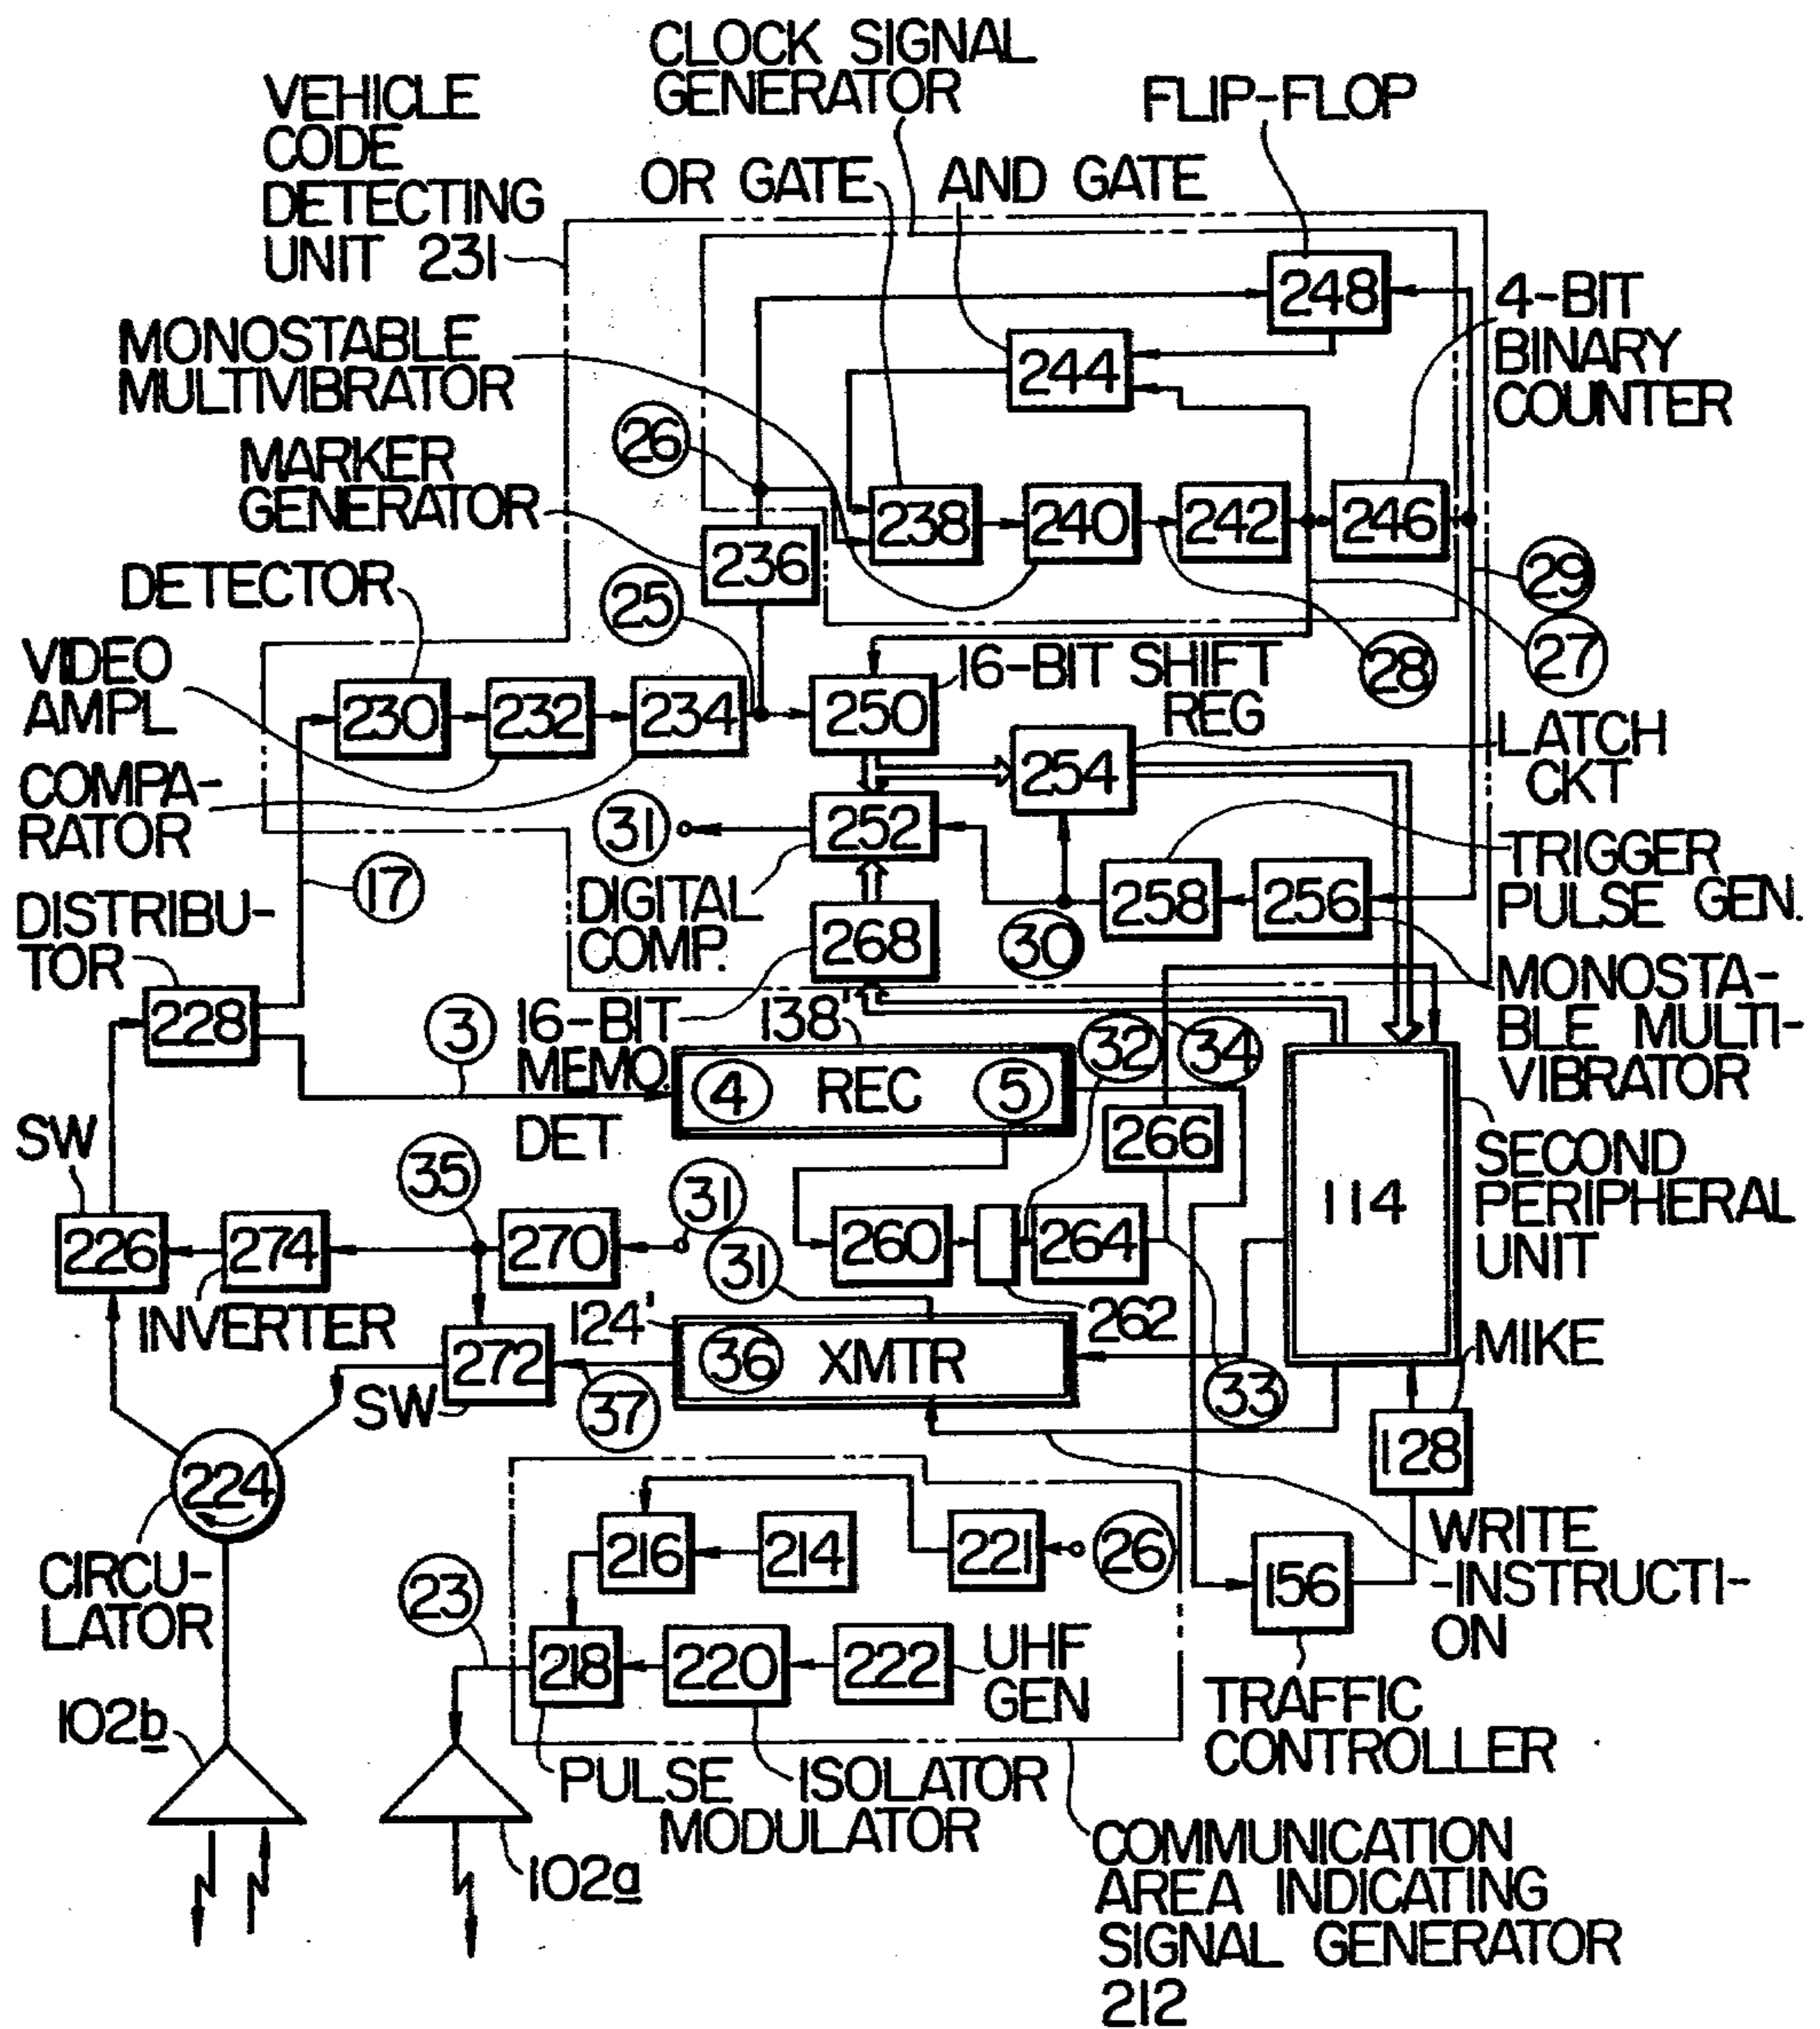 CLOCK SIGNAL
GENERATOR
FLIP-FLOP
VEHICLE
CODE
DETECTING
UNIT 231
OR GATE
AND GATE
248
4-BIT
BINARY
COUNTER
MONOSTABLE
MULTIVIBRATOR
244
26
MARKER
GENERATOR
238
240
242
246
236
29
DETECTOR
25
27
28
VIDEO
AMPL
230
232
234
250
16-BIT SHIFT
REG
254
LATCH
CKT
COMPA-
RATOR
31
252
TRIGGER
PULSE GEN.
17
258
256
DISTRIBU-
TOR
DIGITAL
COMP.
268
30
MONOSTA-
BLE MULTI-
VIBRATOR
228
3
16-BIT
MEMO.
138'
32
34
4
REC
5
SW
DET
266
35
SECOND
PERIPHERAL
UNIT
114
31
226
274
270
260
264
31
INVERTER
124'
262
272
36
XMTR
MIKE
SW
37
33
128
224
216
214
221
26
WRITE
-INSTRUCTI-
ON
CIRCU-
LATOR
23
156
218
220
222
UHF
GEN
TRAFFIC
CONTROLLER
102b
PULSE
MODULATOR
ISOLATOR
102a
COMMUNICATION
AREA INDICATING
SIGNAL GENERATOR
212